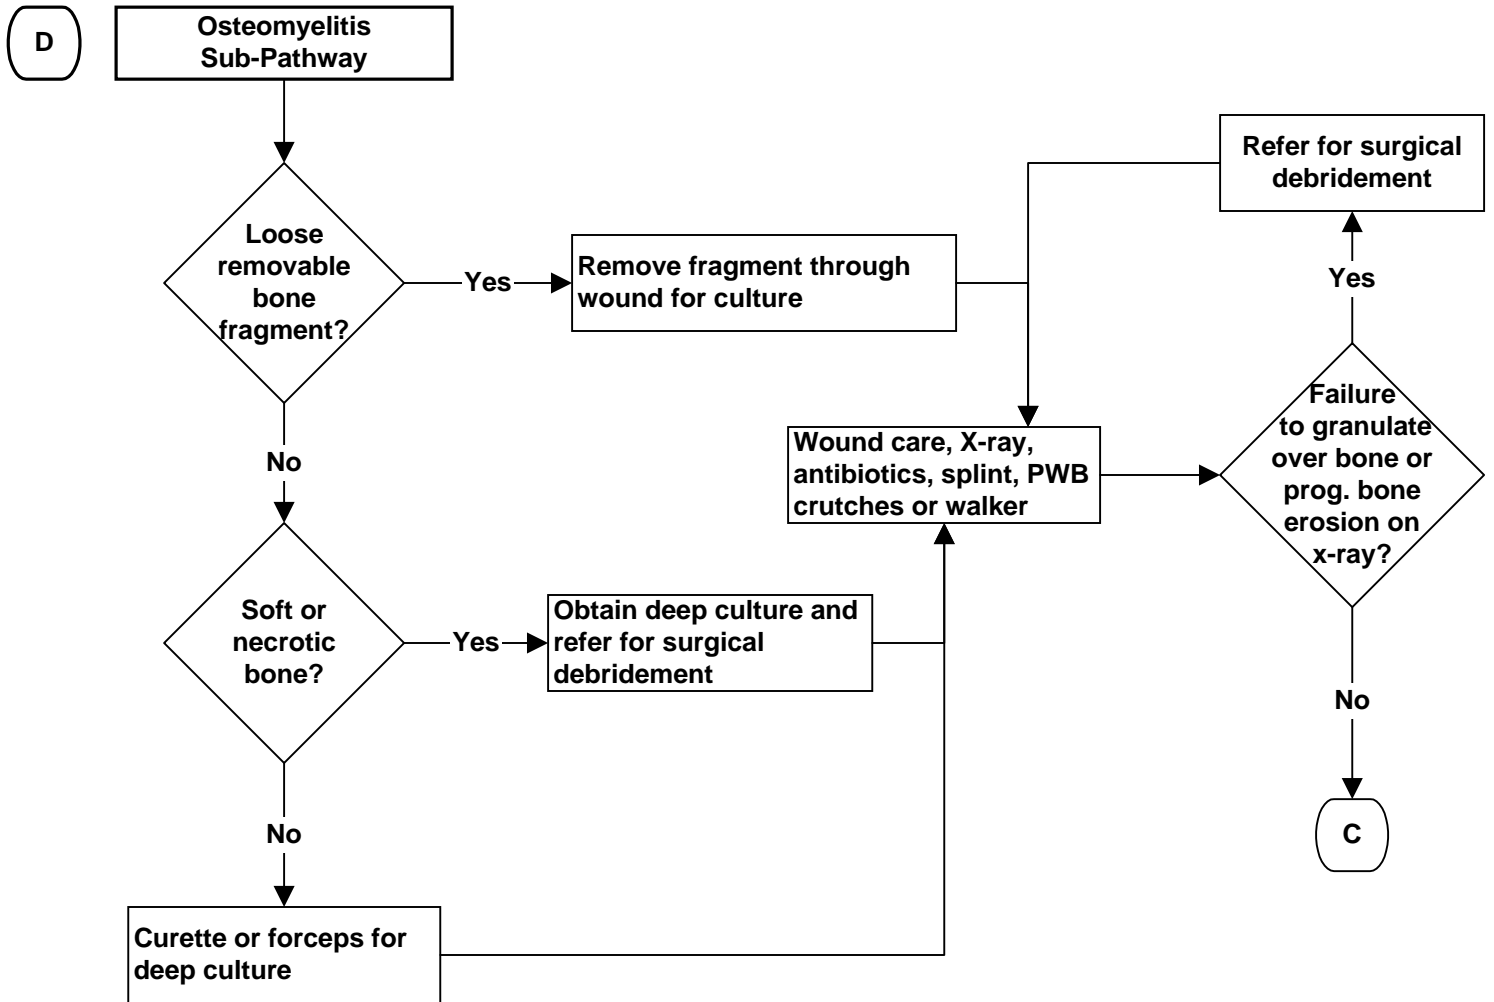 D
Osteomyelitis
Sub-Pathway
Loose
removable
bone
fragment?
Yes
Remove fragment through
wound for culture
Refer for surgical
debridement
Yes
No
Wound care, X-ray,
antibiotics, splint, PWB
crutches or walker
Failure
to granulate
over bone or
prog. bone
erosion on
x-ray?
Soft or
necrotic
bone?
Yes
Obtain deep culture and
refer for surgical
debridement
No
No
C
Curette or forceps for
deep culture